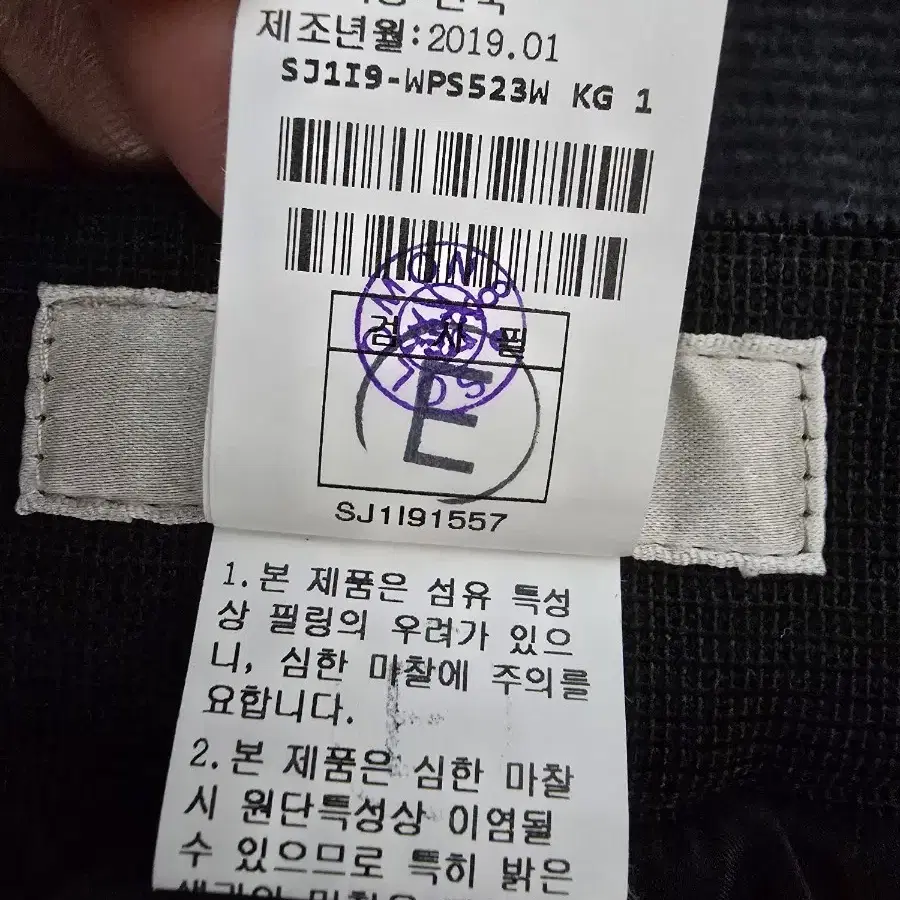 제조년월:2019.01
SJ1I9-WPS523W KG 1
검 사 필
E
SJ1I91557
1.본 제품은 섬유 특성
상 필링의 우려가 있으
니, 심한 마찰에 주의를
요합니다.
2.본 제품은 심한 마찰
시 원단특성상 이염될
수 있으므로 특히 밝은